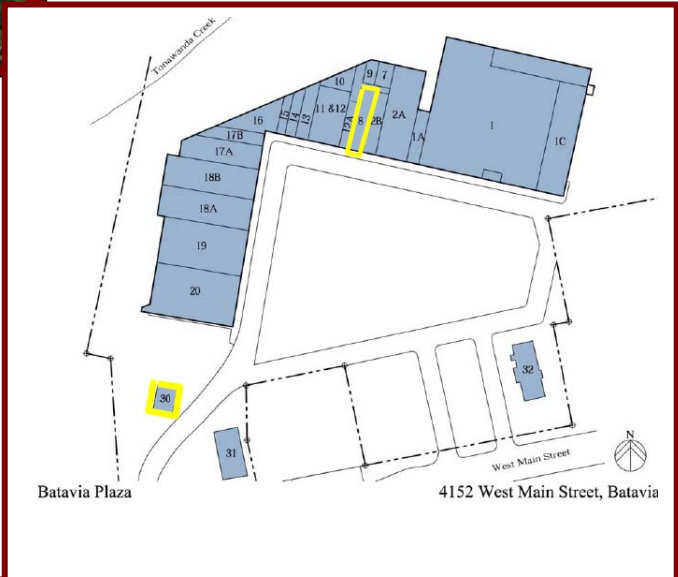 Tonawanda Creek
9
7
10
1
16
15
14
13
11 &12
12A
8
2B
2A
1A
1C
17B
17A
18B
18A
19
20
30
31
32
N
West Main Street
Batavia Plaza
4152 West Main Street, Batavia